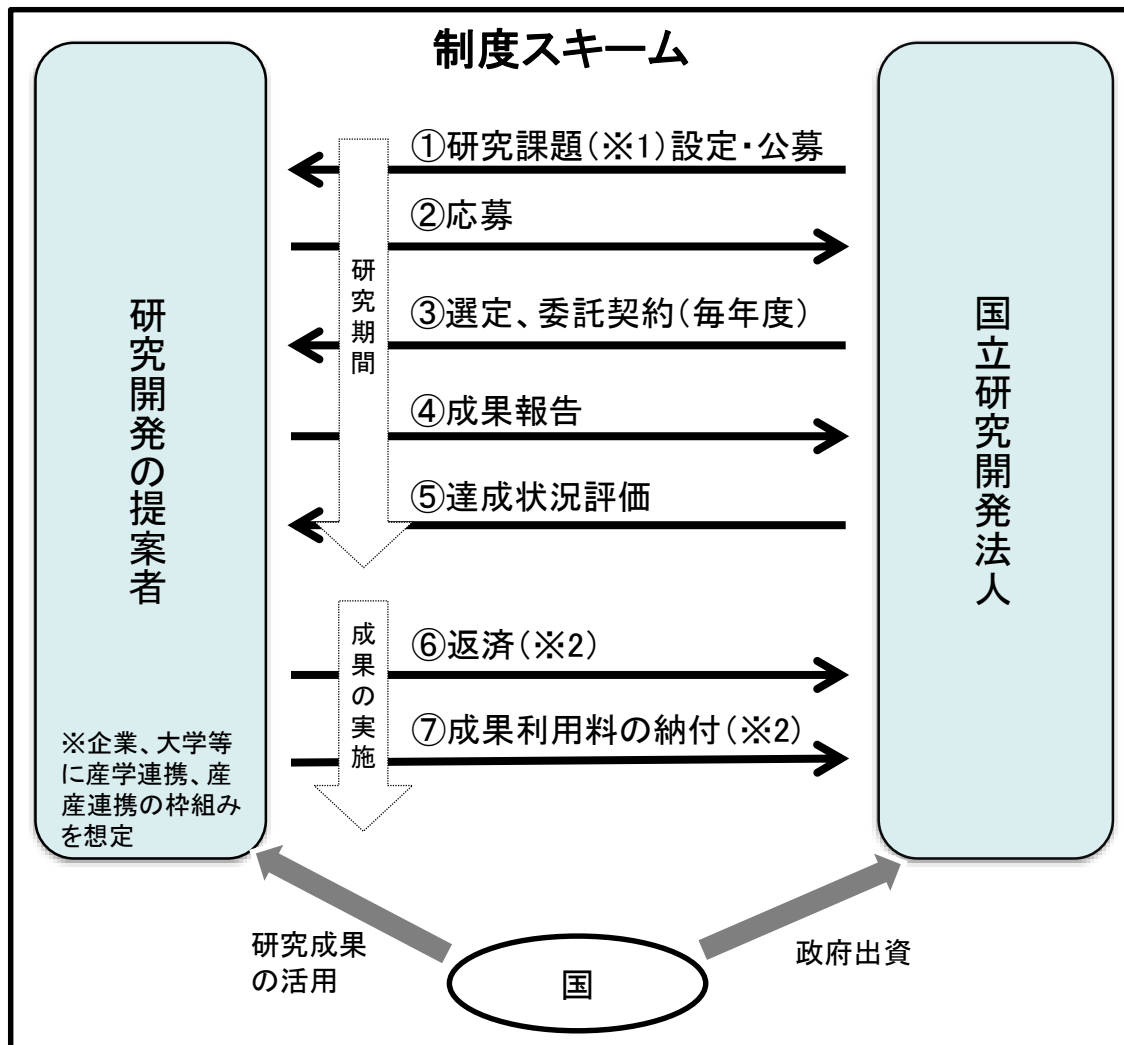 制度スキーム
①研究課題(※1)設定・公募
②応募
③選定、委託契約(毎年度)
④成果報告
⑤達成状況評価
研究期間
⑥返済(※2)
⑦成果利用料の納付(※2)
成果の実施
研究開発の提案者
※企業、大学等
に産学連携、産
産連携の枠組み
を想定
国立研究開発法人
研究成果
の活用
国
政府出資